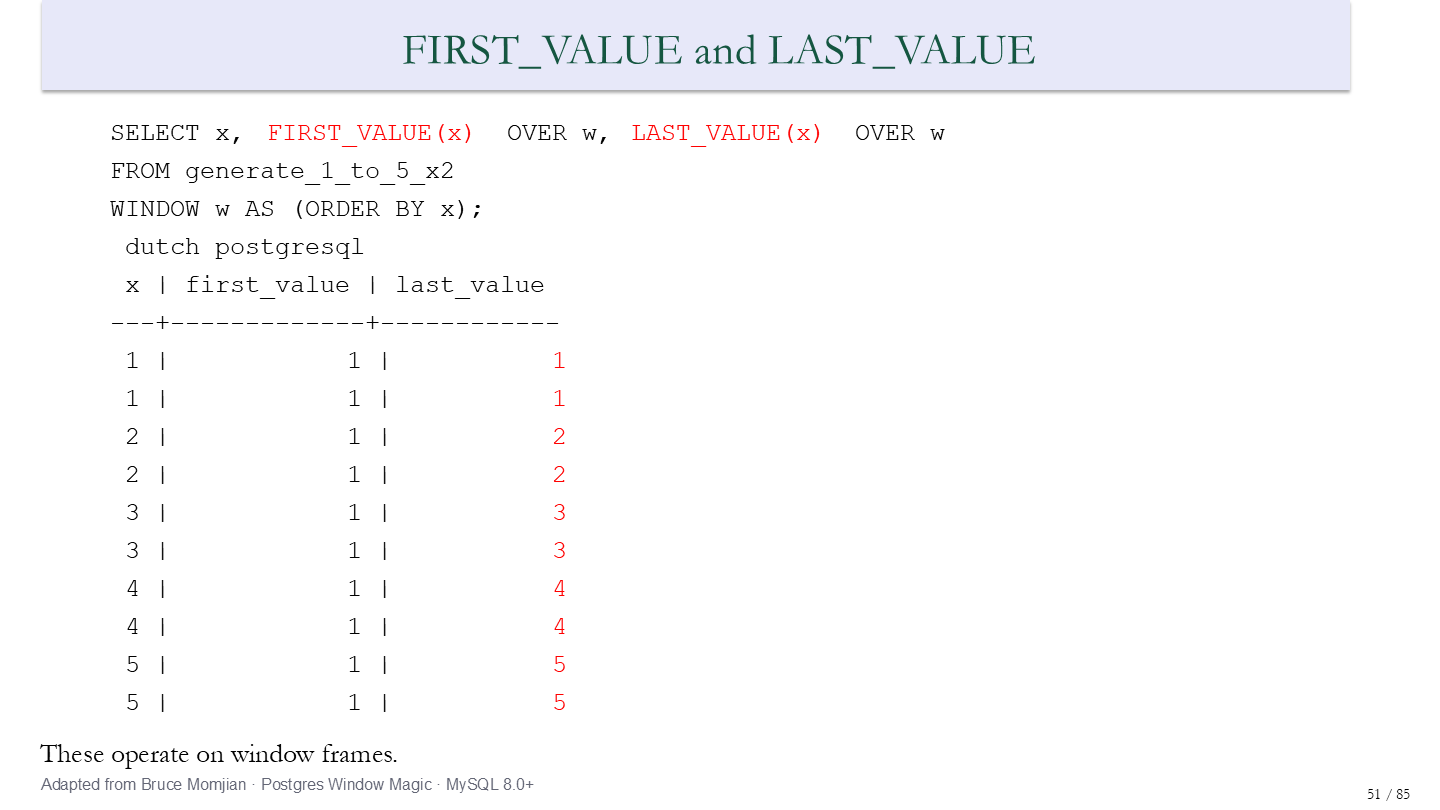 FIRST_VALUE and LAST_VALUE
SELECT x, FIRST_VALUE(x) OVER w, LAST_VALUE(x) OVER w
FROM generate_1_to_5_x2
WINDOW w AS (ORDER BY x);
dutch postgresql
x | first_value | last_value
---+-------------+------------
1 | 1 | 1
1 | 1 | 1
2 | 1 | 2
2 | 1 | 2
3 | 1 | 3
3 | 1 | 3
4 | 1 | 4
4 | 1 | 4
5 | 1 | 5
5 | 1 | 5
These operate on window frames.
Adapted from Bruce Momjian · Postgres Window Magic · MySQL 8.0+
51 / 85